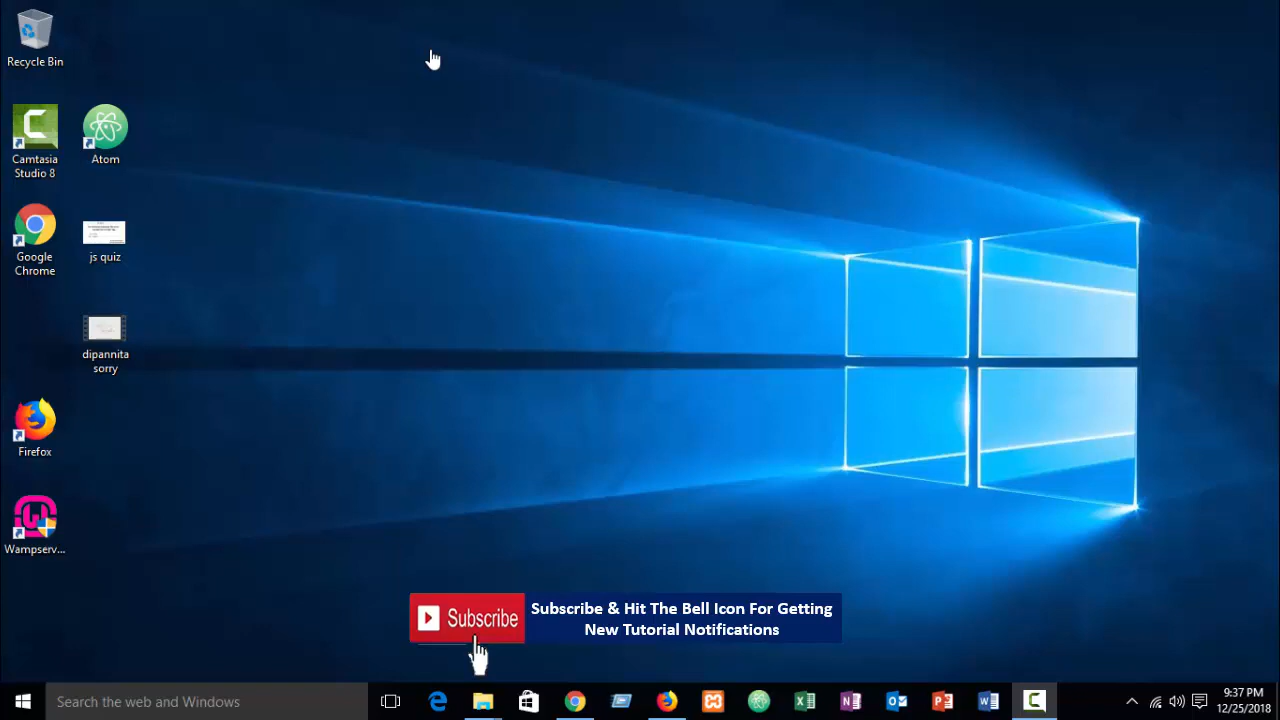 Recycle Bin
Camtasia
Studio 8
Atom
Google
Chrome
js quiz
dipannita
sorry
Firefox
Wampserv...
Subscribe
Subscribe & Hit The Bell Icon For Getting
New Tutorial Notifications
Search the web and Windows
9:37 PM
12/25/2018